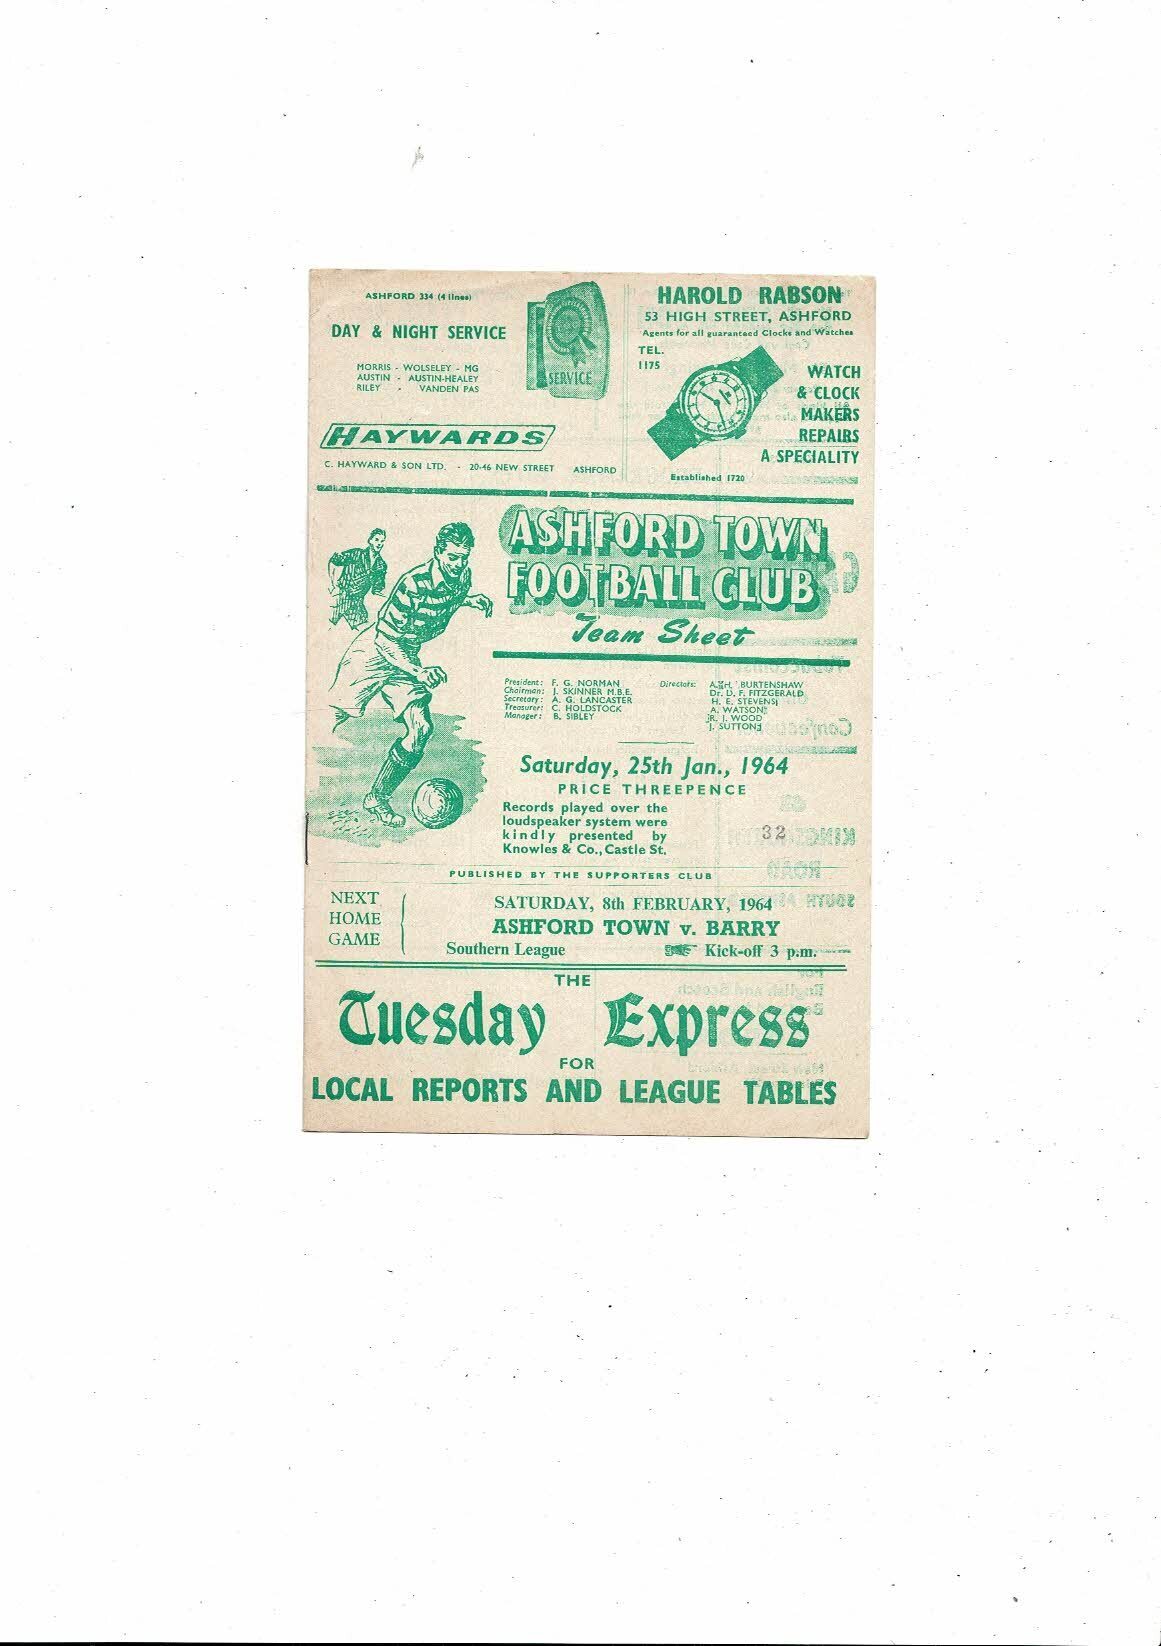 ASHFORD 334 (4 lines)
DAY & NIGHT SERVICE
MORRIS - WOLSELEY - MG
AUSTIN - AUSTIN-HEALEY
RILEY - VANDEN PAS
SERVICE
HAYWARDS
C. HAYWARD & SON LTD. - 20-46 NEW STREET ASHFORD
HAROLD RABSON
53 HIGH STREET, ASHFORD
Agents for all guaranteed Clocks and Watches
TEL.
1175
WATCH
& CLOCK
MAKERS
REPAIRS
A SPECIALITY
Established 1720
ASHFORD TOWN
FOOTBALL CLUB
Team Sheet
President: F. G. NORMAN
Chairman: J. SKINNER M.B.E.
Secretary: A. G. LANCASTER
Treasurer: C. HOLDSTOCK
Manager: B. SIBLEY
Directors: BURTENSHAW
Dr. D. F. FITZGERALD
H. E. STEVENS
A. WATSON
R. J. WOOD
J. SUTTON
Saturday, 25th Jan., 1964
PRICE THREEPENCE
Records played over the
loudspeaker system were
kindly presented by
Knowles & Co., Castle St.
32
PUBLISHED BY THE SUPPORTERS CLUB
NEXT
HOME
GAME
SATURDAY, 8th FEBRUARY, 1964
ASHFORD TOWN v. BARRY
Southern League Kick-off 3 p.m.
THE
Tuesday Express
FOR
LOCAL REPORTS AND LEAGUE TABLES